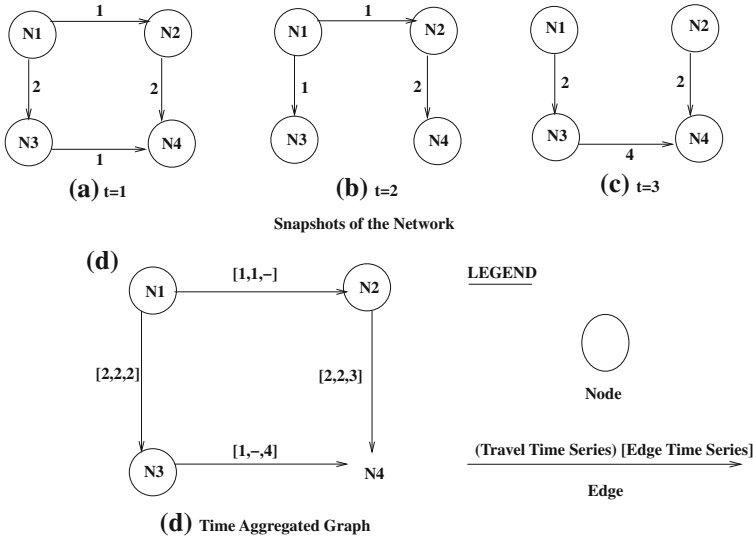 1
N1
N2
2
2
N3
N4
1
(a) t=1
1
N1
N2
1
2
N3
N4
(b) t=2
N1
N2
2
2
N3
N4
4
(c) t=3
Snapshots of the Network
(d)
N1
[1,1,−]
N2
[2,2,2]
[2,2,3]
N3
[1,−,4]
N4
(d) Time Aggregated Graph
LEGEND
Node
(Travel Time Series) [Edge Time Series]
Edge